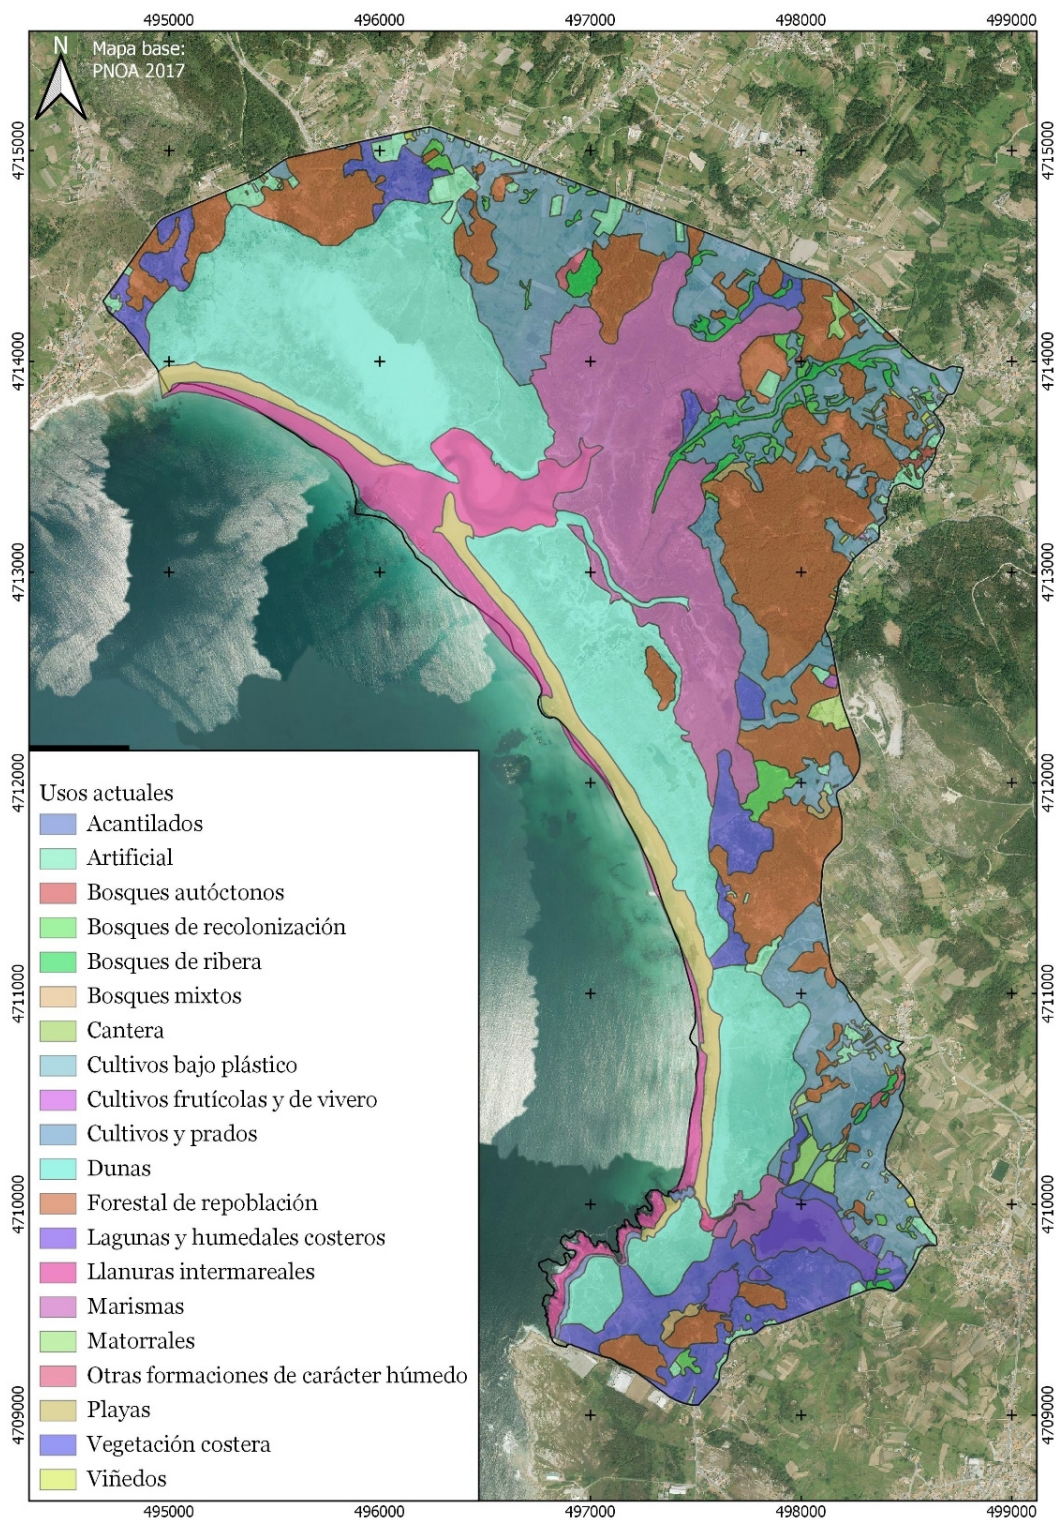 495000 496000 497000 498000 499000
N
Mapa base:
PNOA 2017
4715000 4715000
4714000 4714000
4713000 4713000
4712000 4712000
4711000 4711000
4710000 4710000
4709000 4709000
Usos actuales
Acantilados
Artificial
Bosques autóctonos
Bosques de recolonización
Bosques de ribera
Bosques mixtos
Cantera
Cultivos bajo plástico
Cultivos frutícolas y de vivero
Cultivos y prados
Dunas
Forestal de repoblación
Lagunas y humedales costeros
Llanuras intermareales
Marismas
Matorrales
Otras formaciones de carácter húmedo
Playas
Vegetación costera
Viñedos
495000 496000 497000 498000 499000